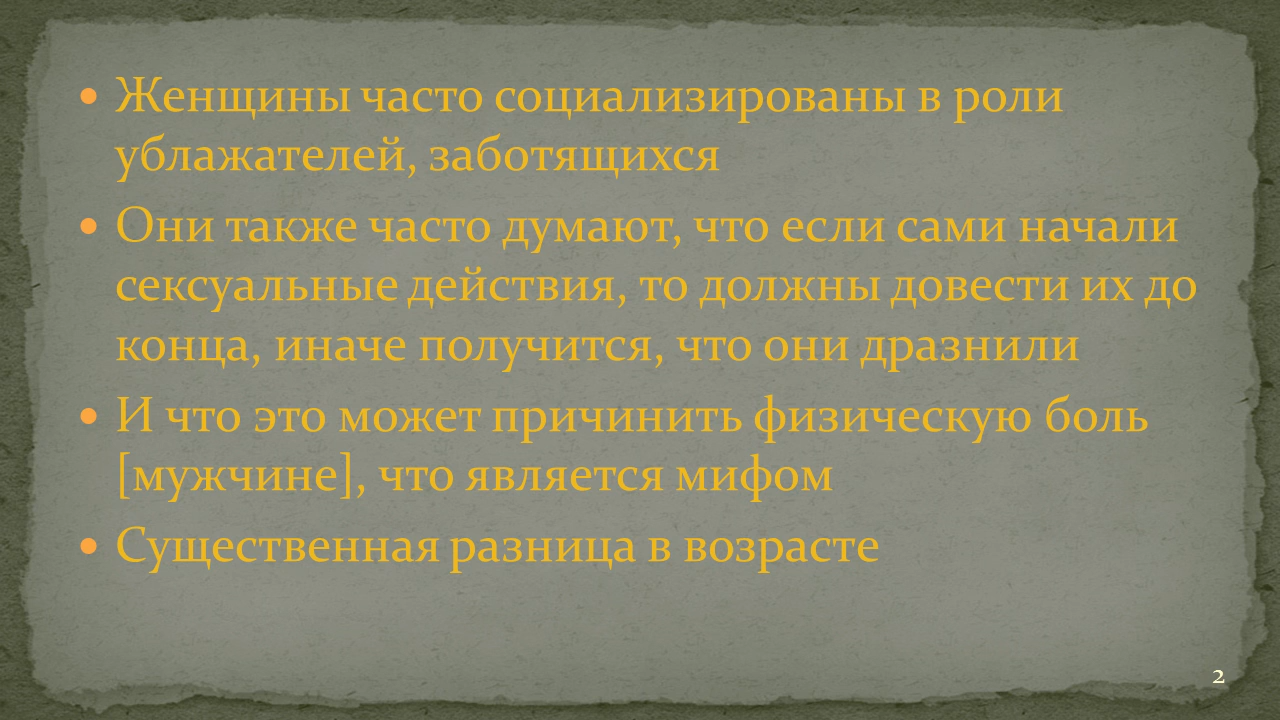 • Женщины часто социализированы в роли
ублажателей, заботящихся
• Они также часто думают, что если сами начали
сексуальные действия, то должны довести их до
конца, иначе получится, что они дразнили
• И что это может причинить физическую боль
[мужчине], что является мифом
• Существенная разница в возрасте
2